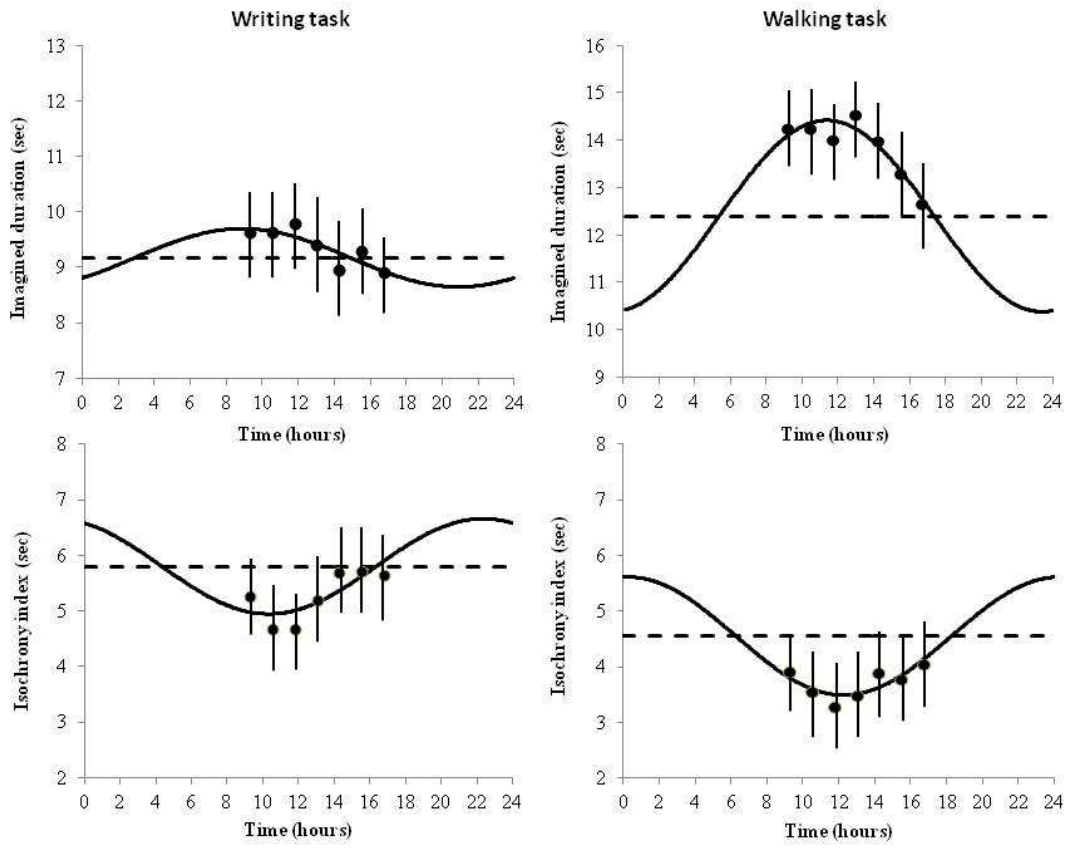 Writing task
13
12
11
10
9
8
7
Imagined duration (sec)
0 2 4 6 8 10 12 14 16 18 20 22 24
Time (hours)
Walking task
16
15
14
13
12
11
10
9
Imagined duration (sec)
0 2 4 6 8 10 12 14 16 18 20 22 24
Time (hours)
8
7
6
5
4
3
2
Isochrony index (sec)
0 2 4 6 8 10 12 14 16 18 20 22 24
Time (hours)
8
7
6
5
4
3
2
Isochrony index (sec)
0 2 4 6 8 10 12 14 16 18 20 22 24
Time (hours)